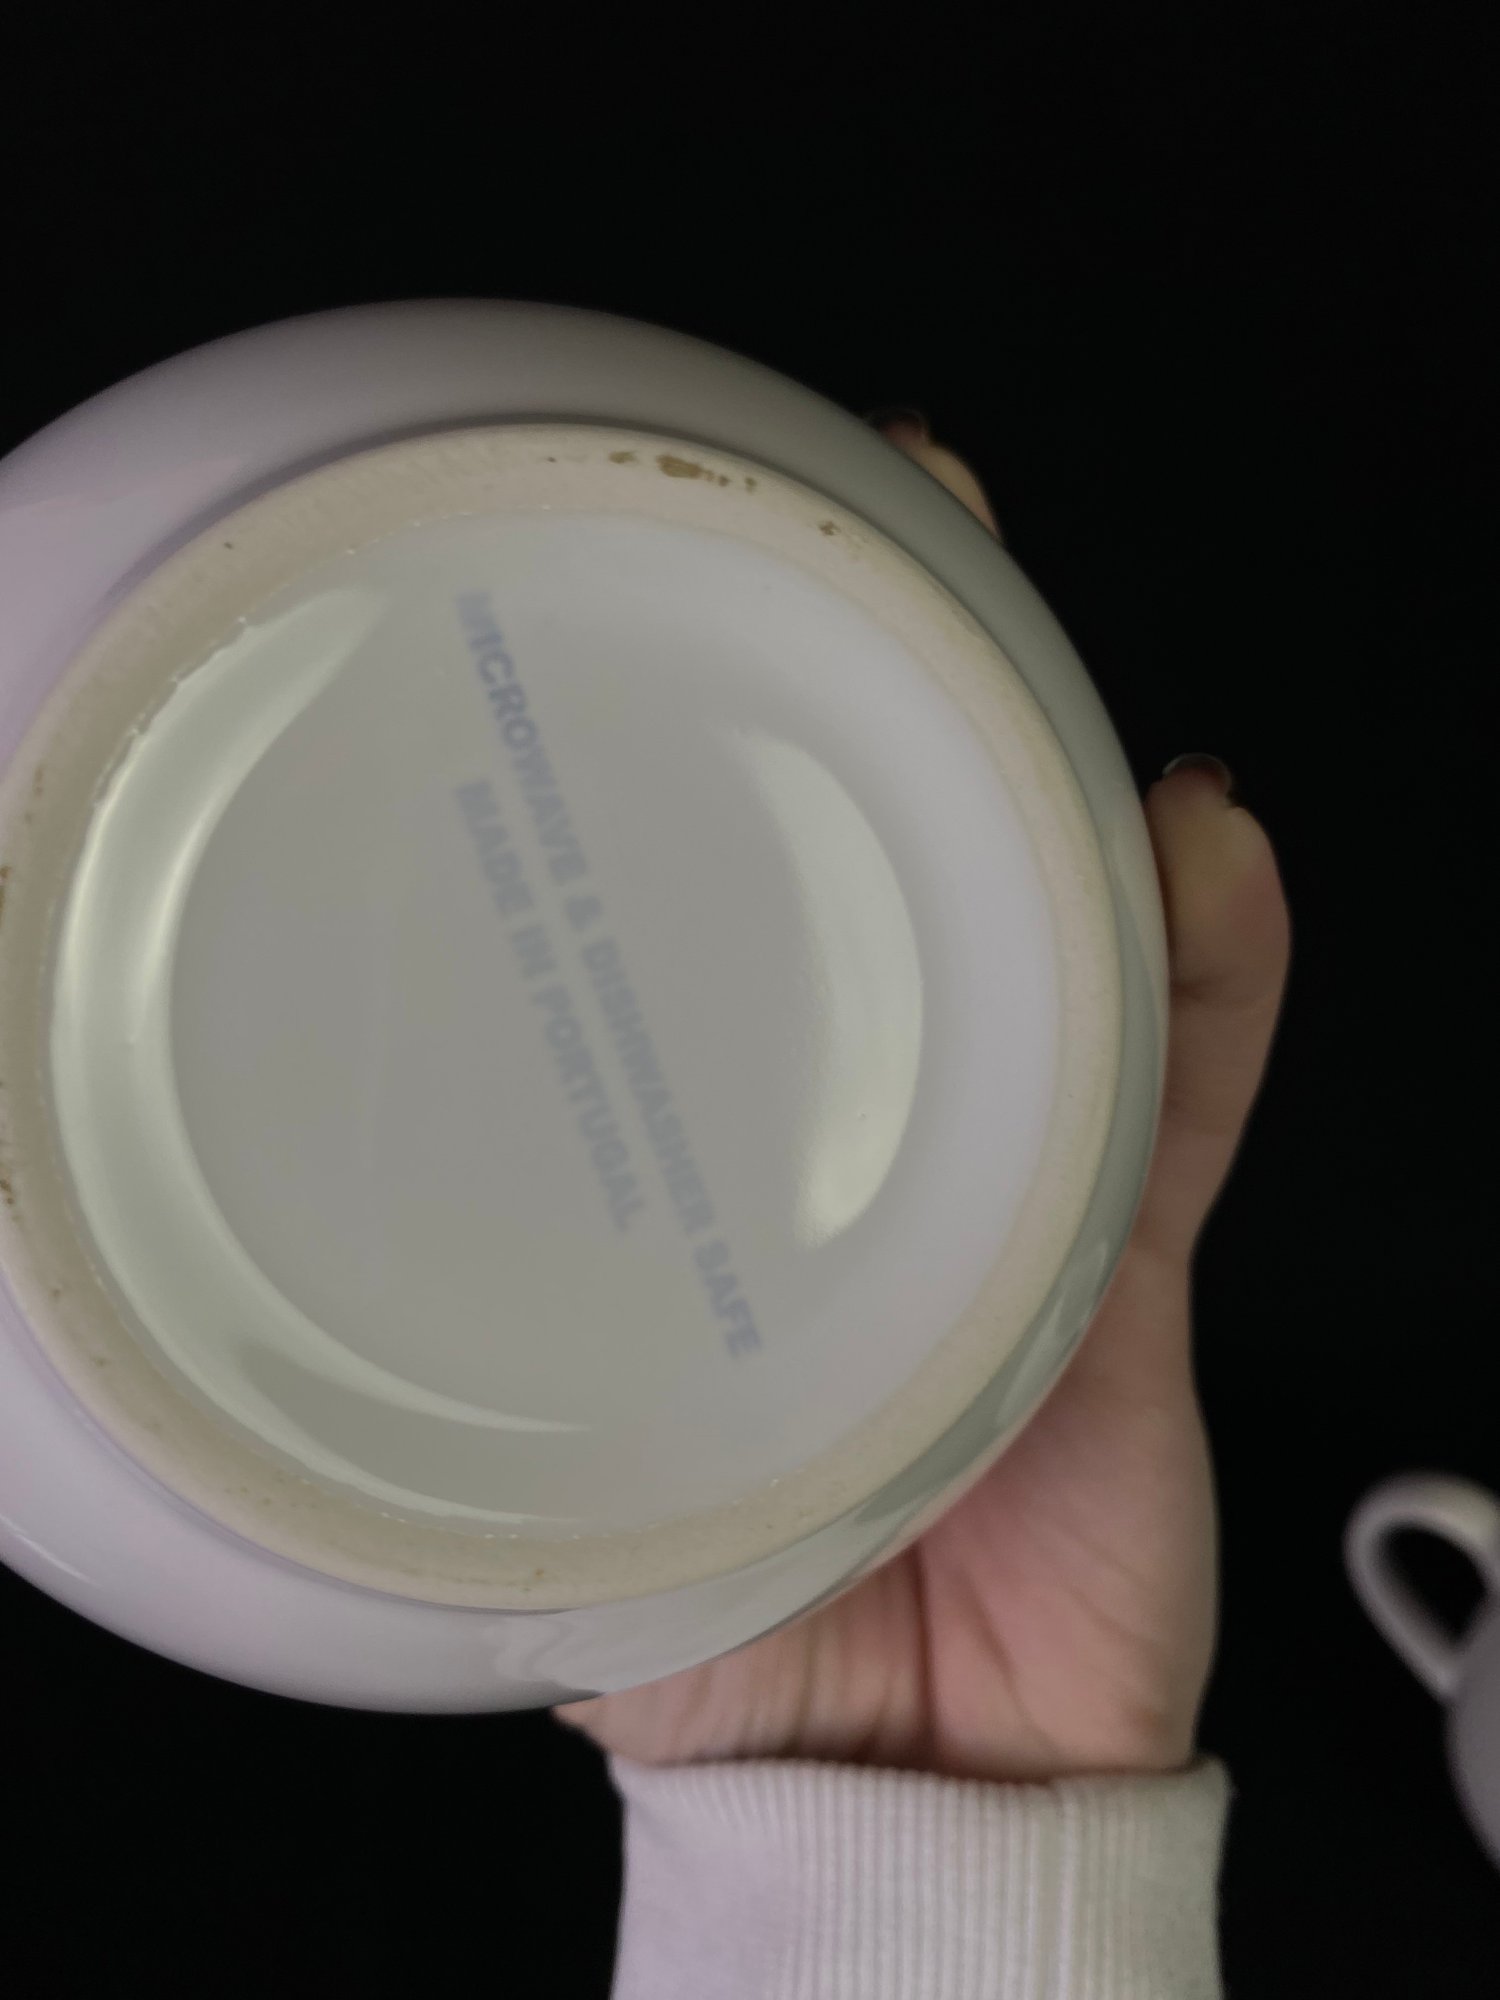 MICROWAVE & DISHWASHER SAFE
MADE IN PORTUGAL